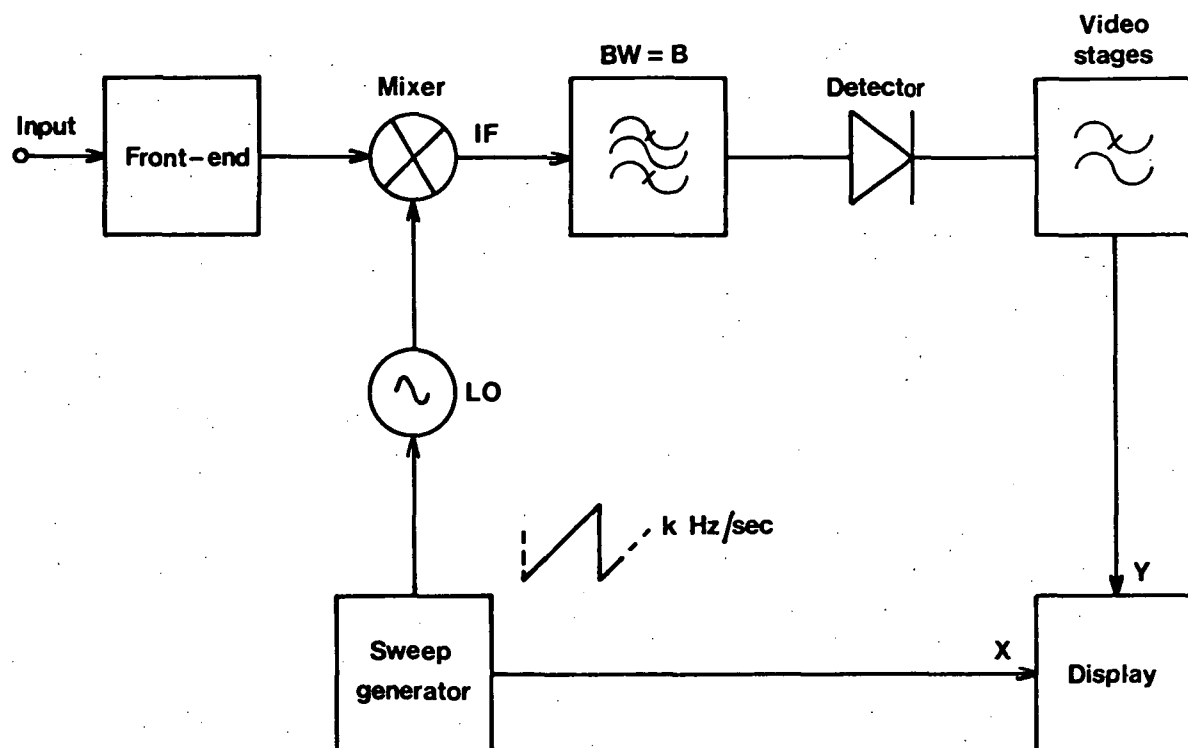 Video
stages
BW = B
Mixer
Detector
Input
IF
Front-end
LO
k Hz/sec
Y
Sweep
generator
X
Display